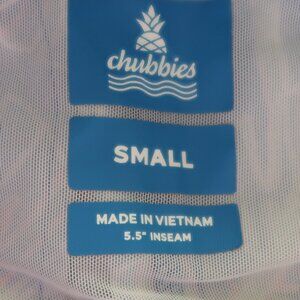 chubbies
SMALL
MADE IN VIETNAM
5.5" INSEAM